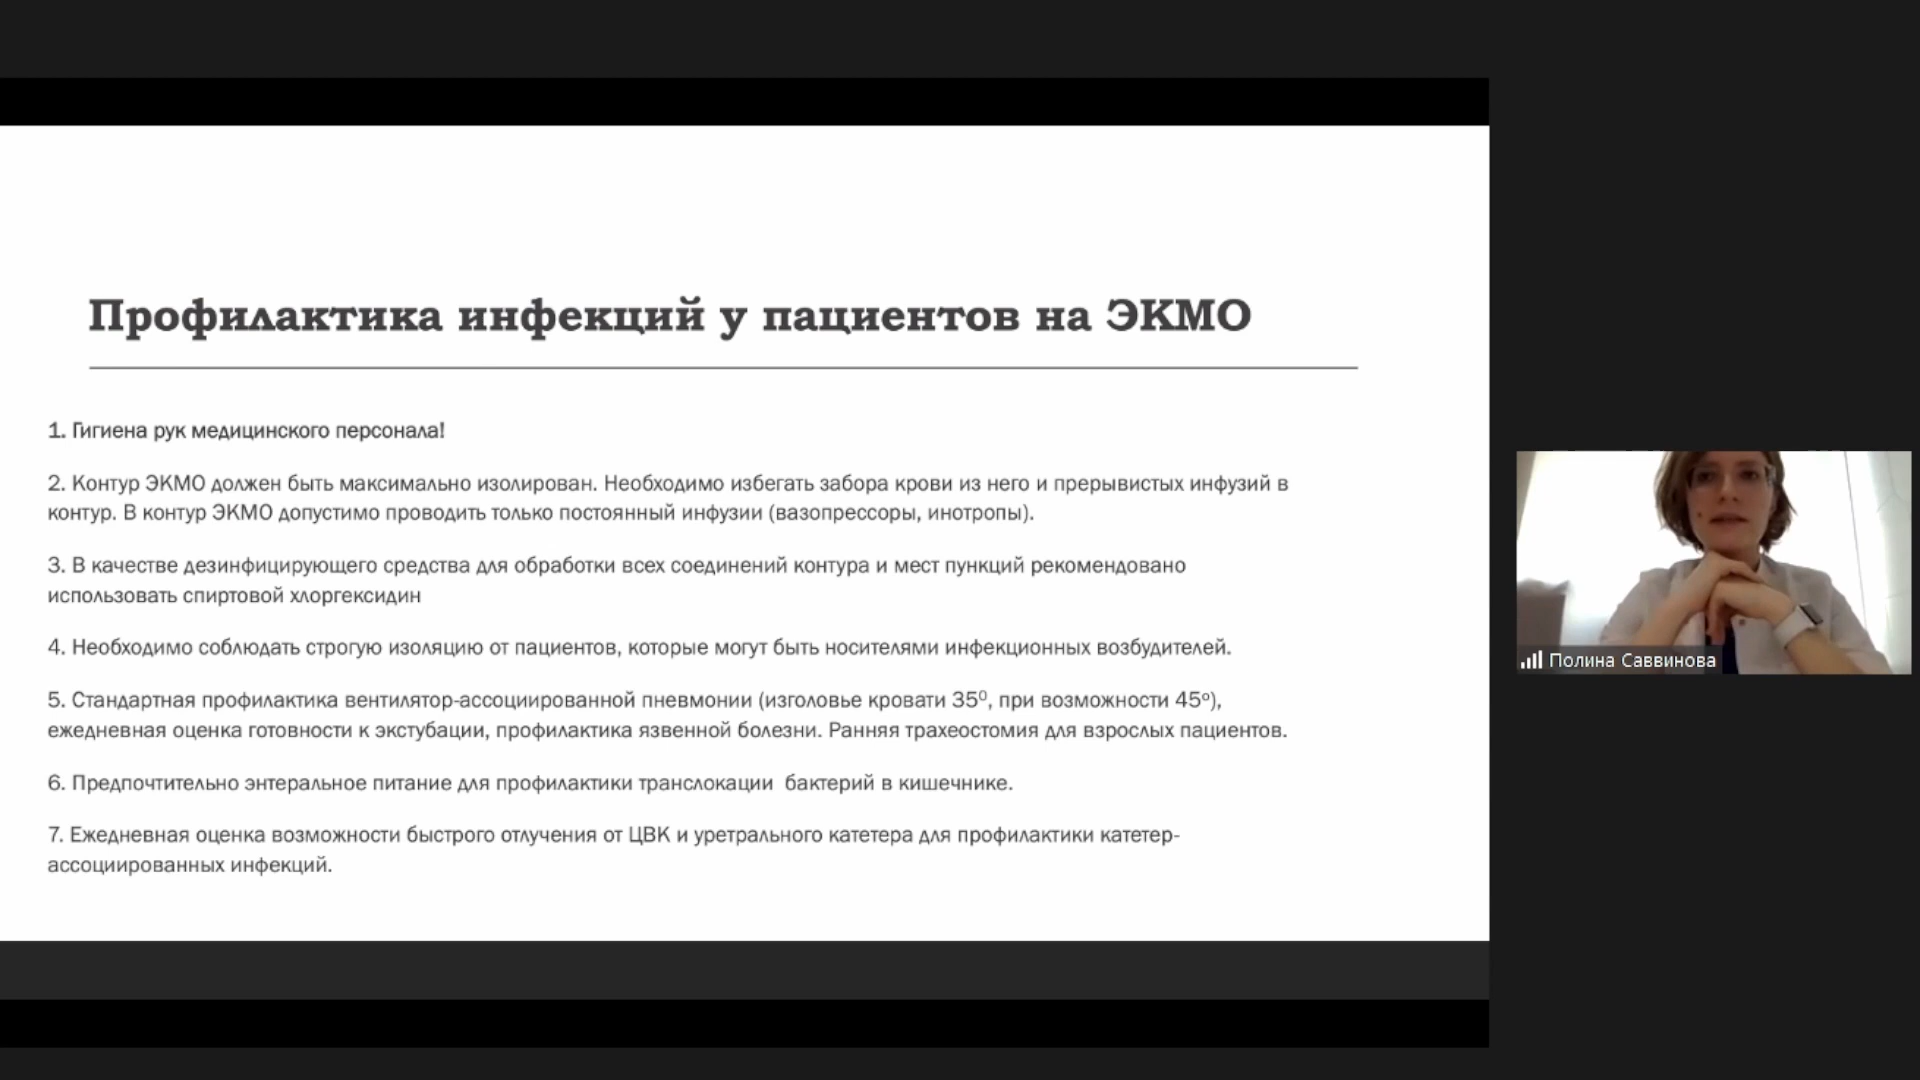 Профилактика инфекций у пациентов на ЭКМО
1. Гигиена рук медицинского персонала!
2. Контур ЭКМО должен быть максимально изолирован. Необходимо избегать забора крови из него и прерывистых инфузий в
контур. В контур ЭКМО допустимо проводить только постоянный инфузии (вазопрессоры, инотропы).
3. В качестве дезинфицирующего средства для обработки всех соединений контура и мест пункций рекомендовано
использовать спиртовой хлоргексидин
4. Необходимо соблюдать строгую изоляцию от пациентов, которые могут быть носителями инфекционных возбудителей.
5. Стандартная профилактика вентилятор-ассоциированной пневмонии (изголовье кровати 35⁰, при возможности 45º),
ежедневная оценка готовности к экстубации, профилактика язвенной болезни. Ранняя трахеостомия для взрослых пациентов.
6. Предпочтительно энтеральное питание для профилактики транслокации  бактерий в кишечнике.
7. Ежедневная оценка возможности быстрого отлучения от ЦВК и уретрального катетера для профилактики катетер-
ассоциированных инфекций.
Полина Саввинова